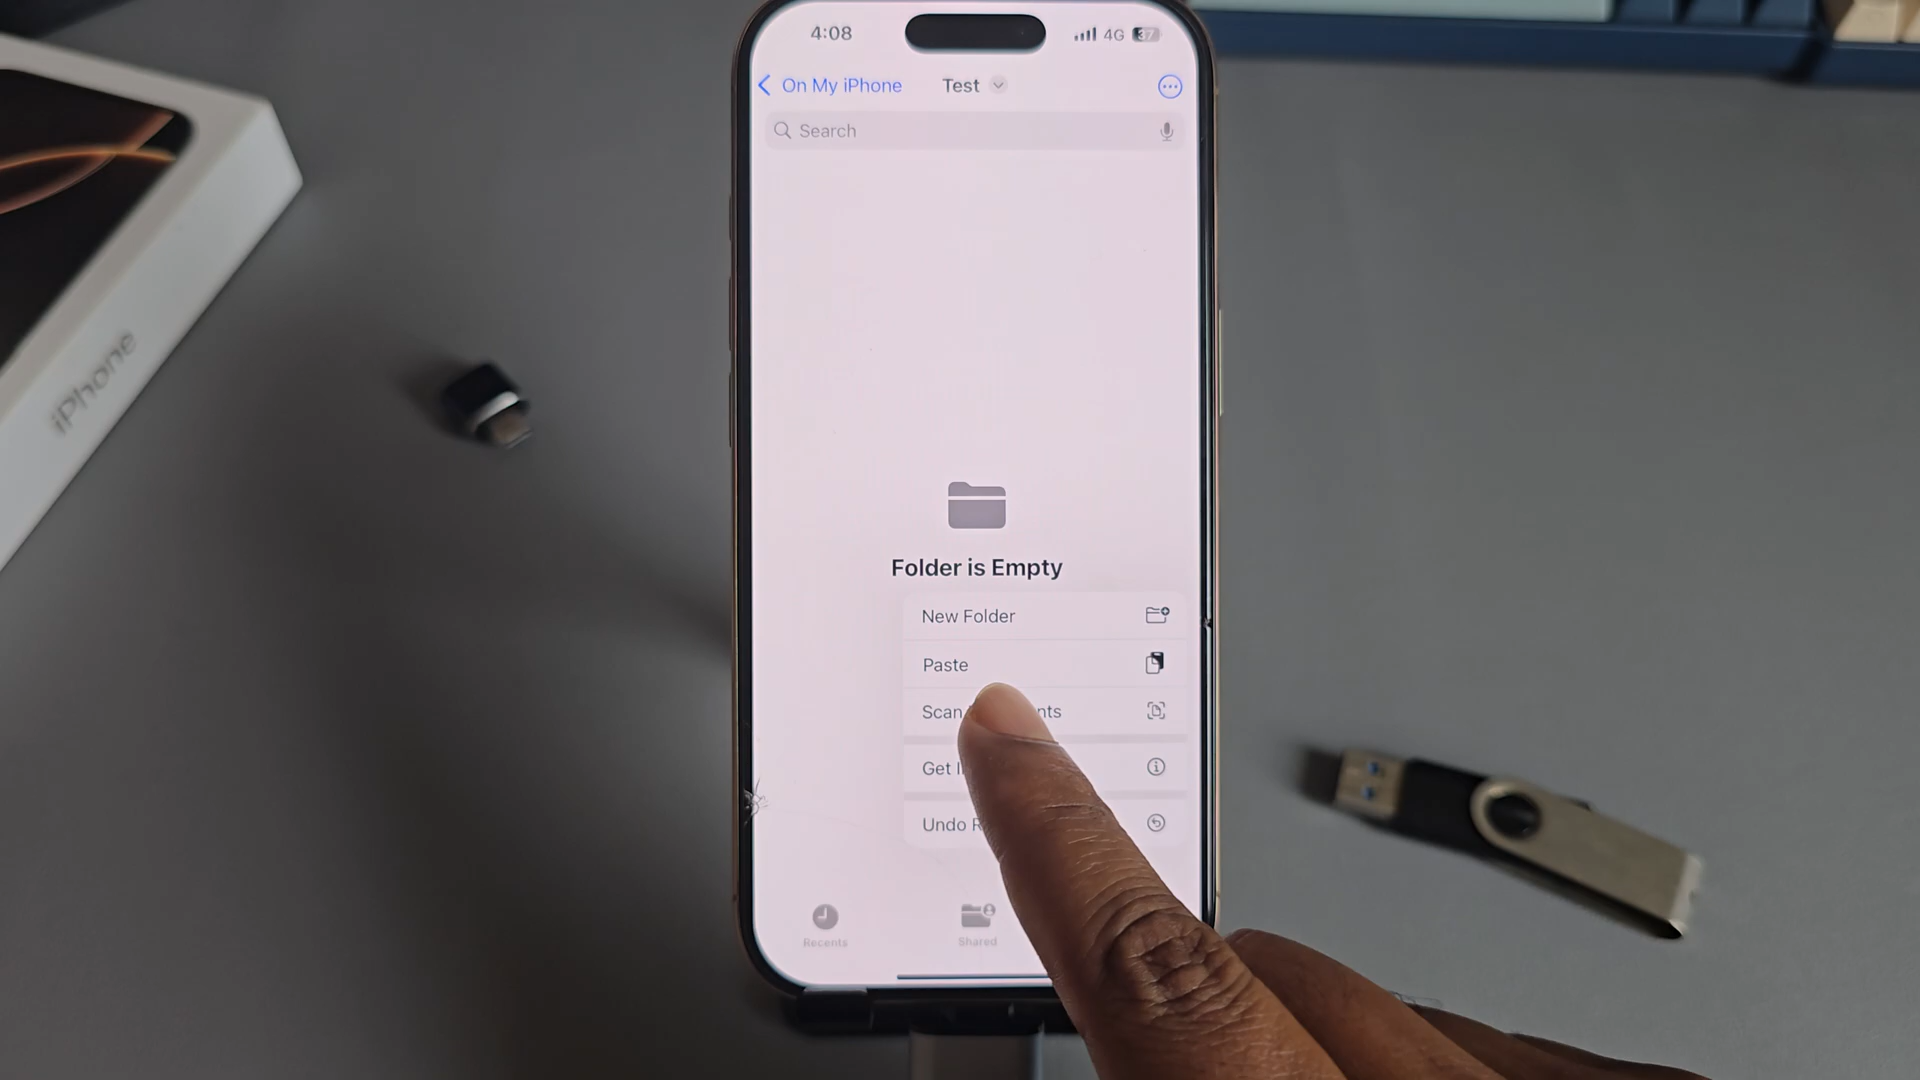 4:08
4G 37
On My iPhone
Test
Search
Folder is Empty
New Folder
Paste
Scan nts
Get I
Undo R
Recents
Shared
iPhone